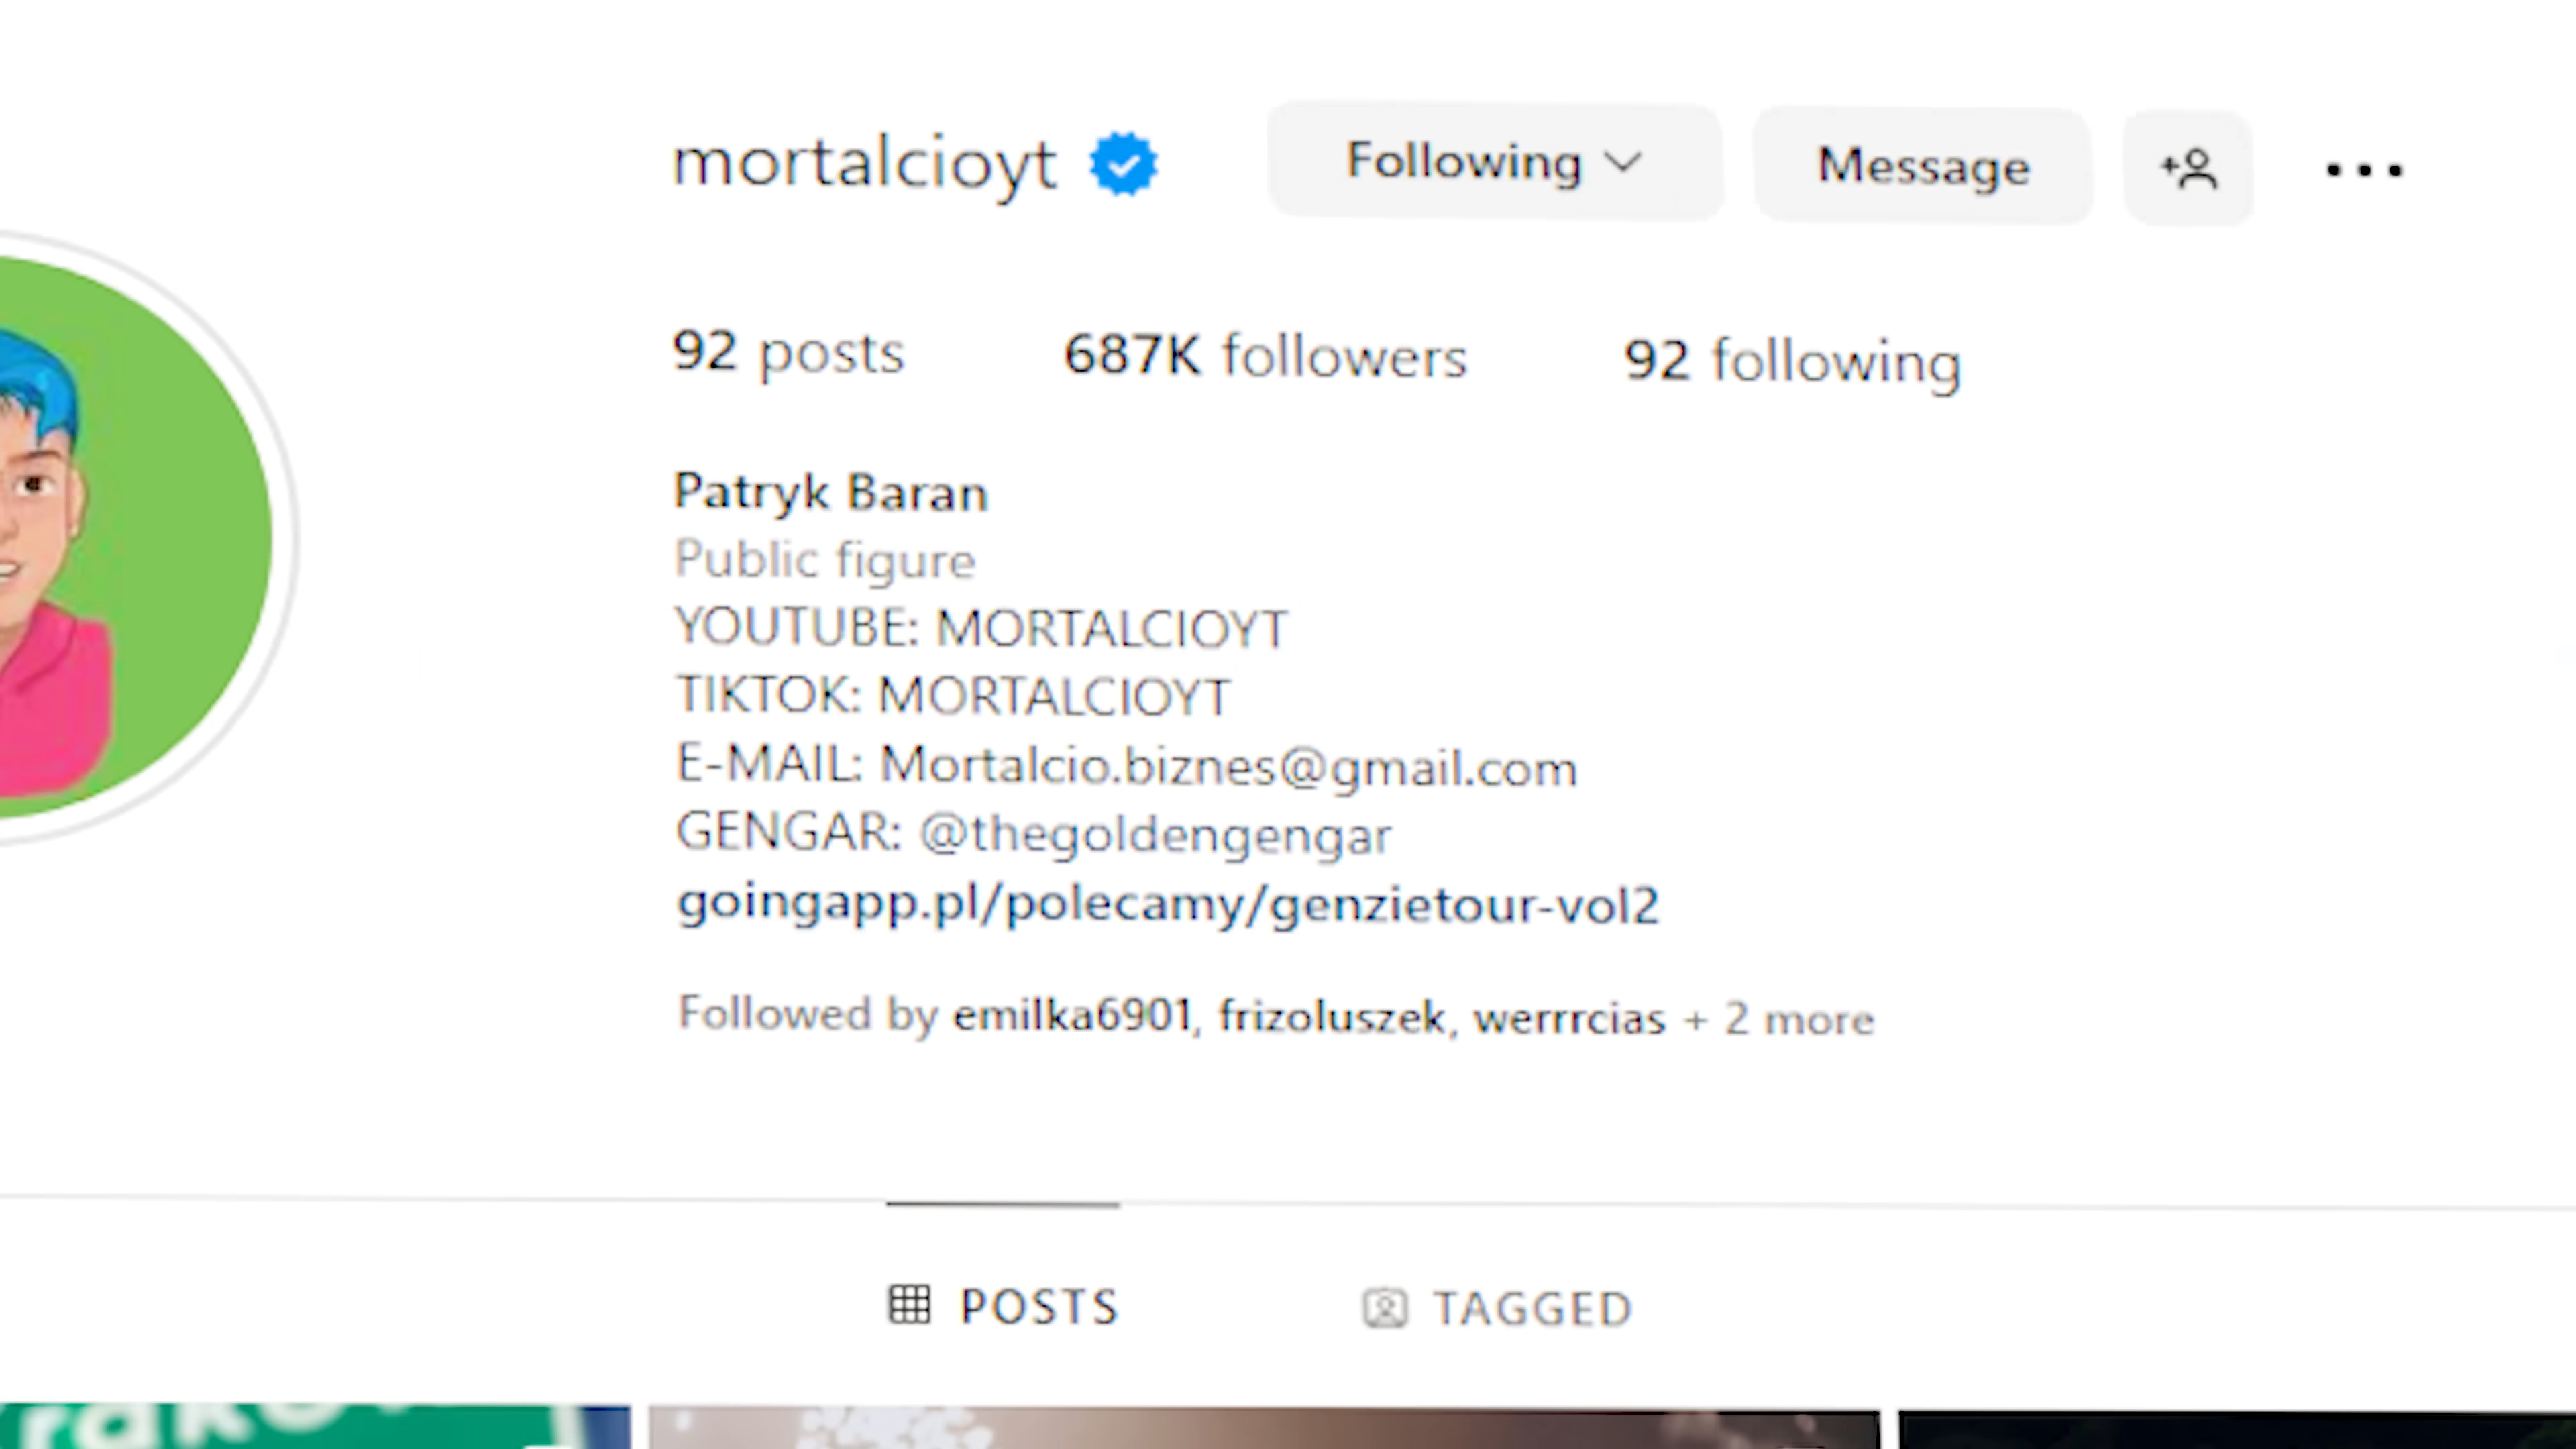 mortalcioyt Following Message
92 posts 687K followers 92 following
Patryk Baran
Public figure
YOUTUBE: MORTALCIOYT
TIKTOK: MORTALCIOYT
E-MAIL: Mortalcio.biznes@gmail.com
GENGAR: @thegoldengengar
goingapp.pl/polecamy/genzietour-vol2
Followed by emilka6901, frizoluszek, werrrcias + 2 more
POSTS TAGGED